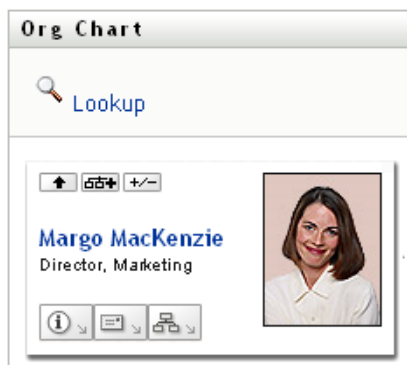 Org Chart
Lookup
+/-
Margo MacKenzie
Director, Marketing